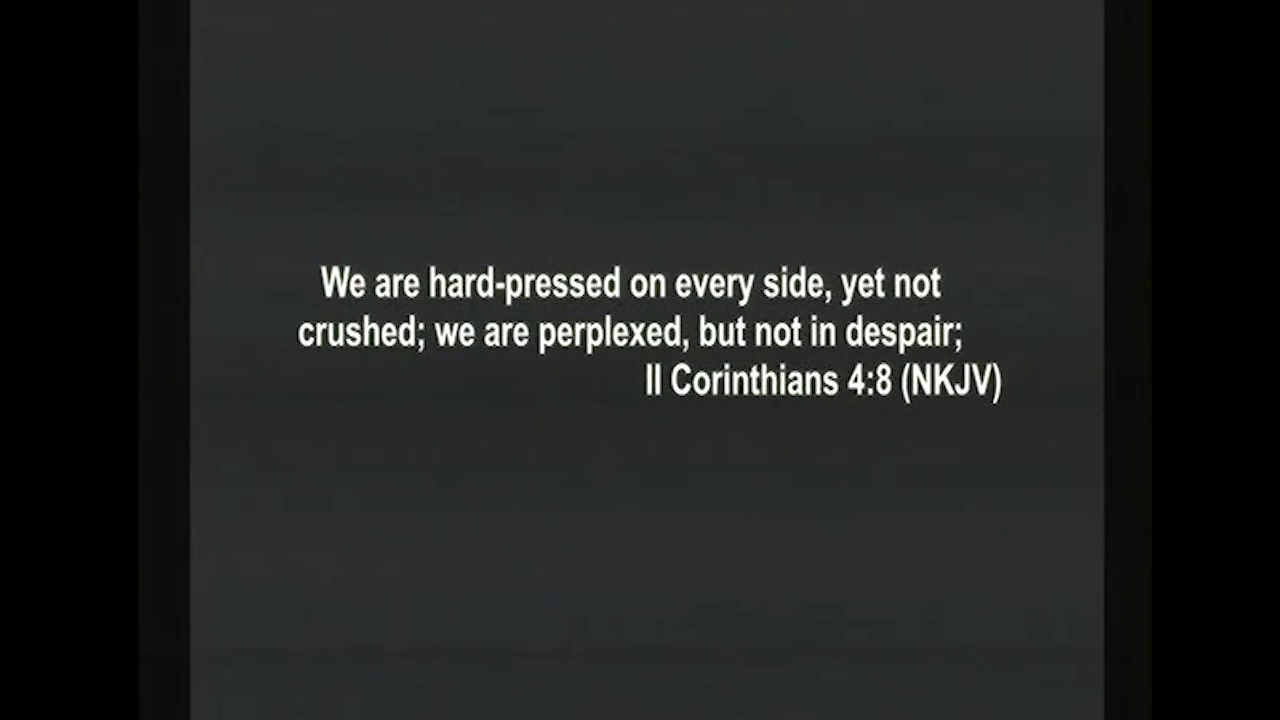 We are hard-pressed on every side, yet not
crushed; we are perplexed, but not in despair;
II Corinthians 4:8 (NKJV)